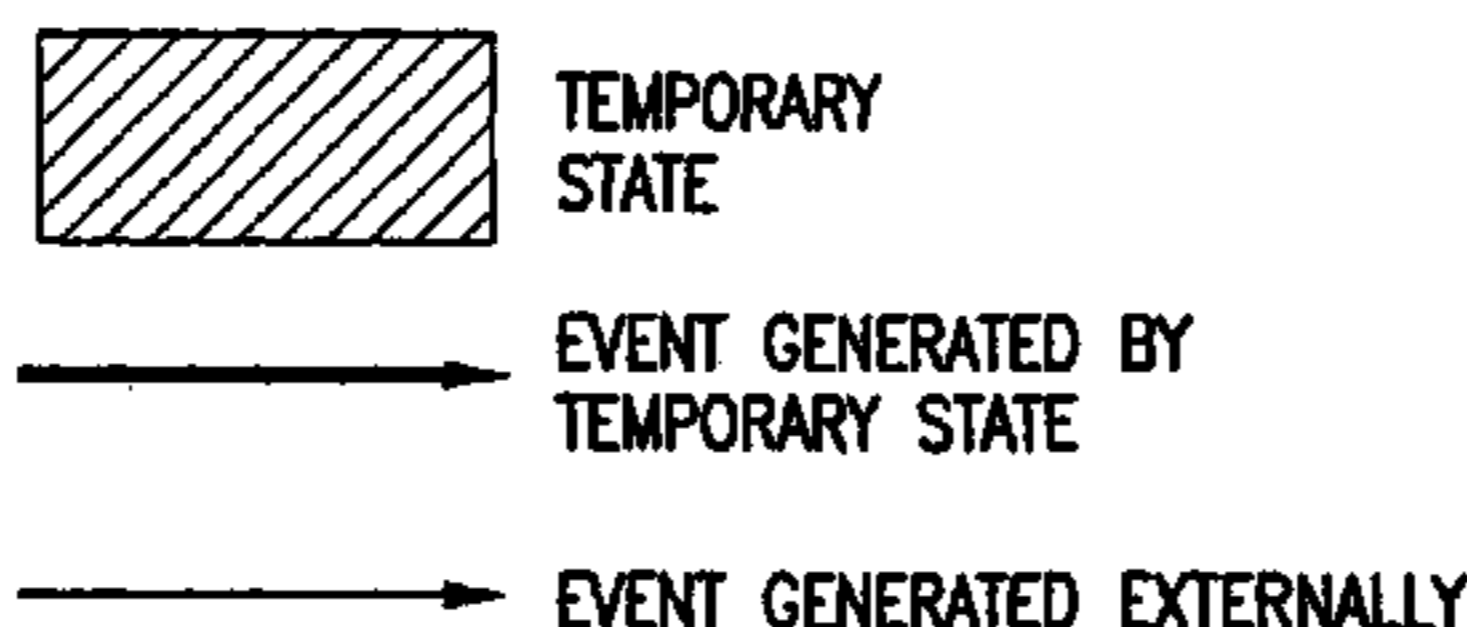 TEMPORARY
STATE
EVENT GENERATED BY
TEMPORARY STATE
EVENT GENERATED EXTERNALLY